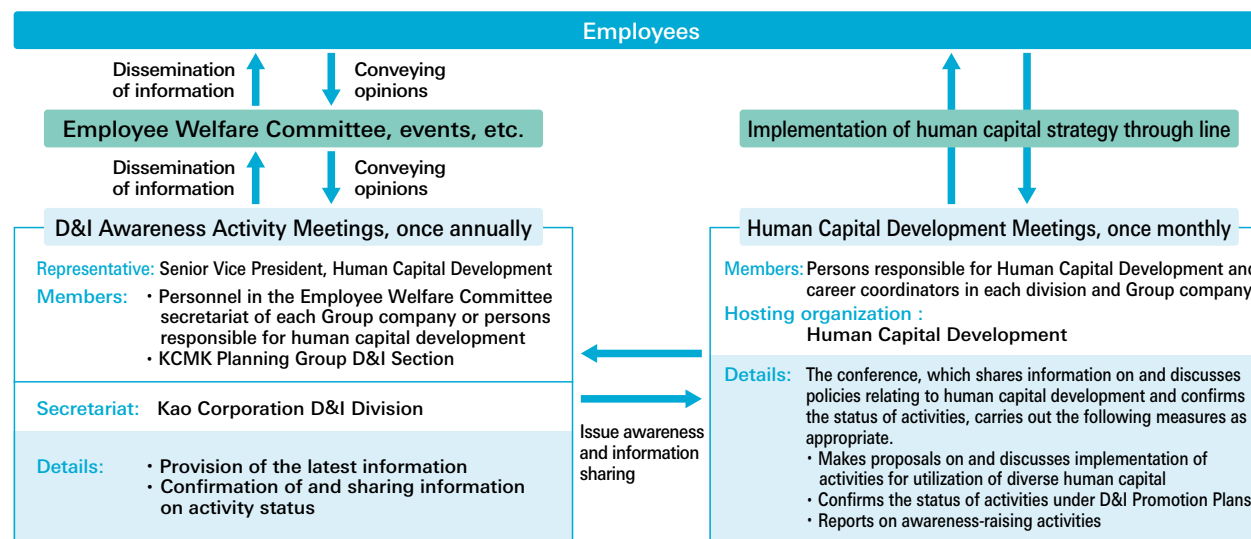 Employees
Dissemination
of information
Conveying
opinions
Employee Welfare Committee, events, etc.
Implementation of human capital strategy through line
Dissemination
of information
Conveying
opinions
D&I Awareness Activity Meetings, once annually
Representative: Senior Vice President, Human Capital Development
Members: ・Personnel in the Employee Welfare Committee
secretariat of each Group company or persons
responsible for human capital development
・KCMK Planning Group D&I Section
Secretariat: Kao Corporation D&I Division
Details: ・Provision of the latest information
・Confirmation of and sharing information
on activity status
Issue awareness
and information
sharing
Human Capital Development Meetings, once monthly
Members: Persons responsible for Human Capital Development and
career coordinators in each division and Group company
Hosting organization :
Human Capital Development
Details: The conference, which shares information on and discusses
policies relating to human capital development and confirms
the status of activities, carries out the following measures as
appropriate.
・Makes proposals on and discusses implementation of
activities for utilization of diverse human capital
・Confirms the status of activities under D&I Promotion Plans
・Reports on awareness-raising activities